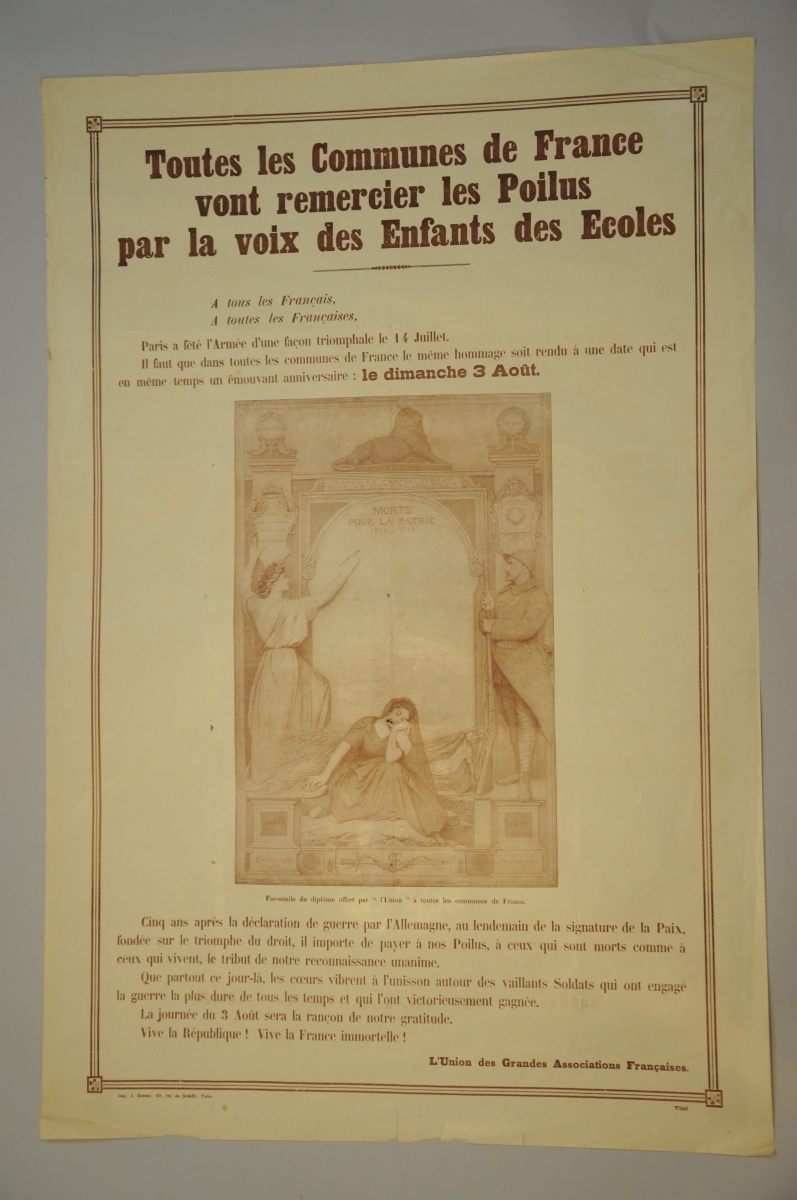 Toutes les Communes de France
vont remercier les Poilus
par la voix des Enfants des Ecoles
A tous les Français,
A toutes les Françaises,
Paris a fêté l'Armée d'une façon triomphale le 14 Juillet.
Il faut que dans toutes les communes de France le même hommage soit rendu à une date qui est
en même temps un émouvant anniversaire : le dimanche 3 Août.
MORTS
POUR LA PATRIE
Fac-simile du diplôme offert par "l'Union" à toutes les communes de France.
Cinq ans après la déclaration de guerre par l'Allemagne, au lendemain de la signature de la Paix,
fondée sur le triomphe du droit, il importe de payer à nos Poilus, à ceux qui sont morts comme à
ceux qui vivent, le tribut de notre reconnaissance unanime.
Que partout ce jour-là, les cœurs vibrent à l'unisson autour des vaillants Soldats qui ont engagé
la guerre la plus dure de tous les temps et qui l'ont victorieusement gagnée.
La journée du 3 Août sera la rançon de notre gratitude.
Vive la République ! Vive la France immortelle !
L'Union des Grandes Associations Françaises.
Visé